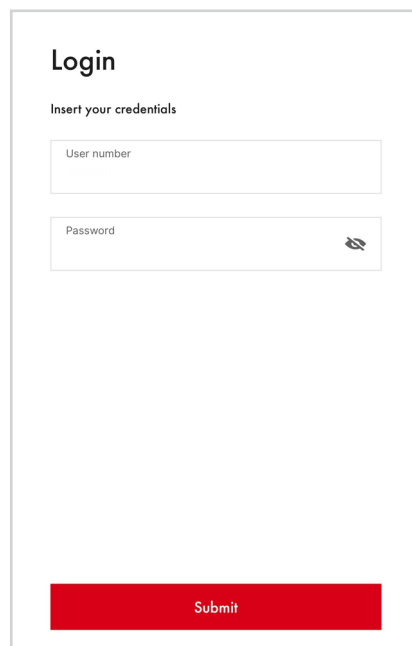 Login
Insert your credentials
User number
Password
Submit